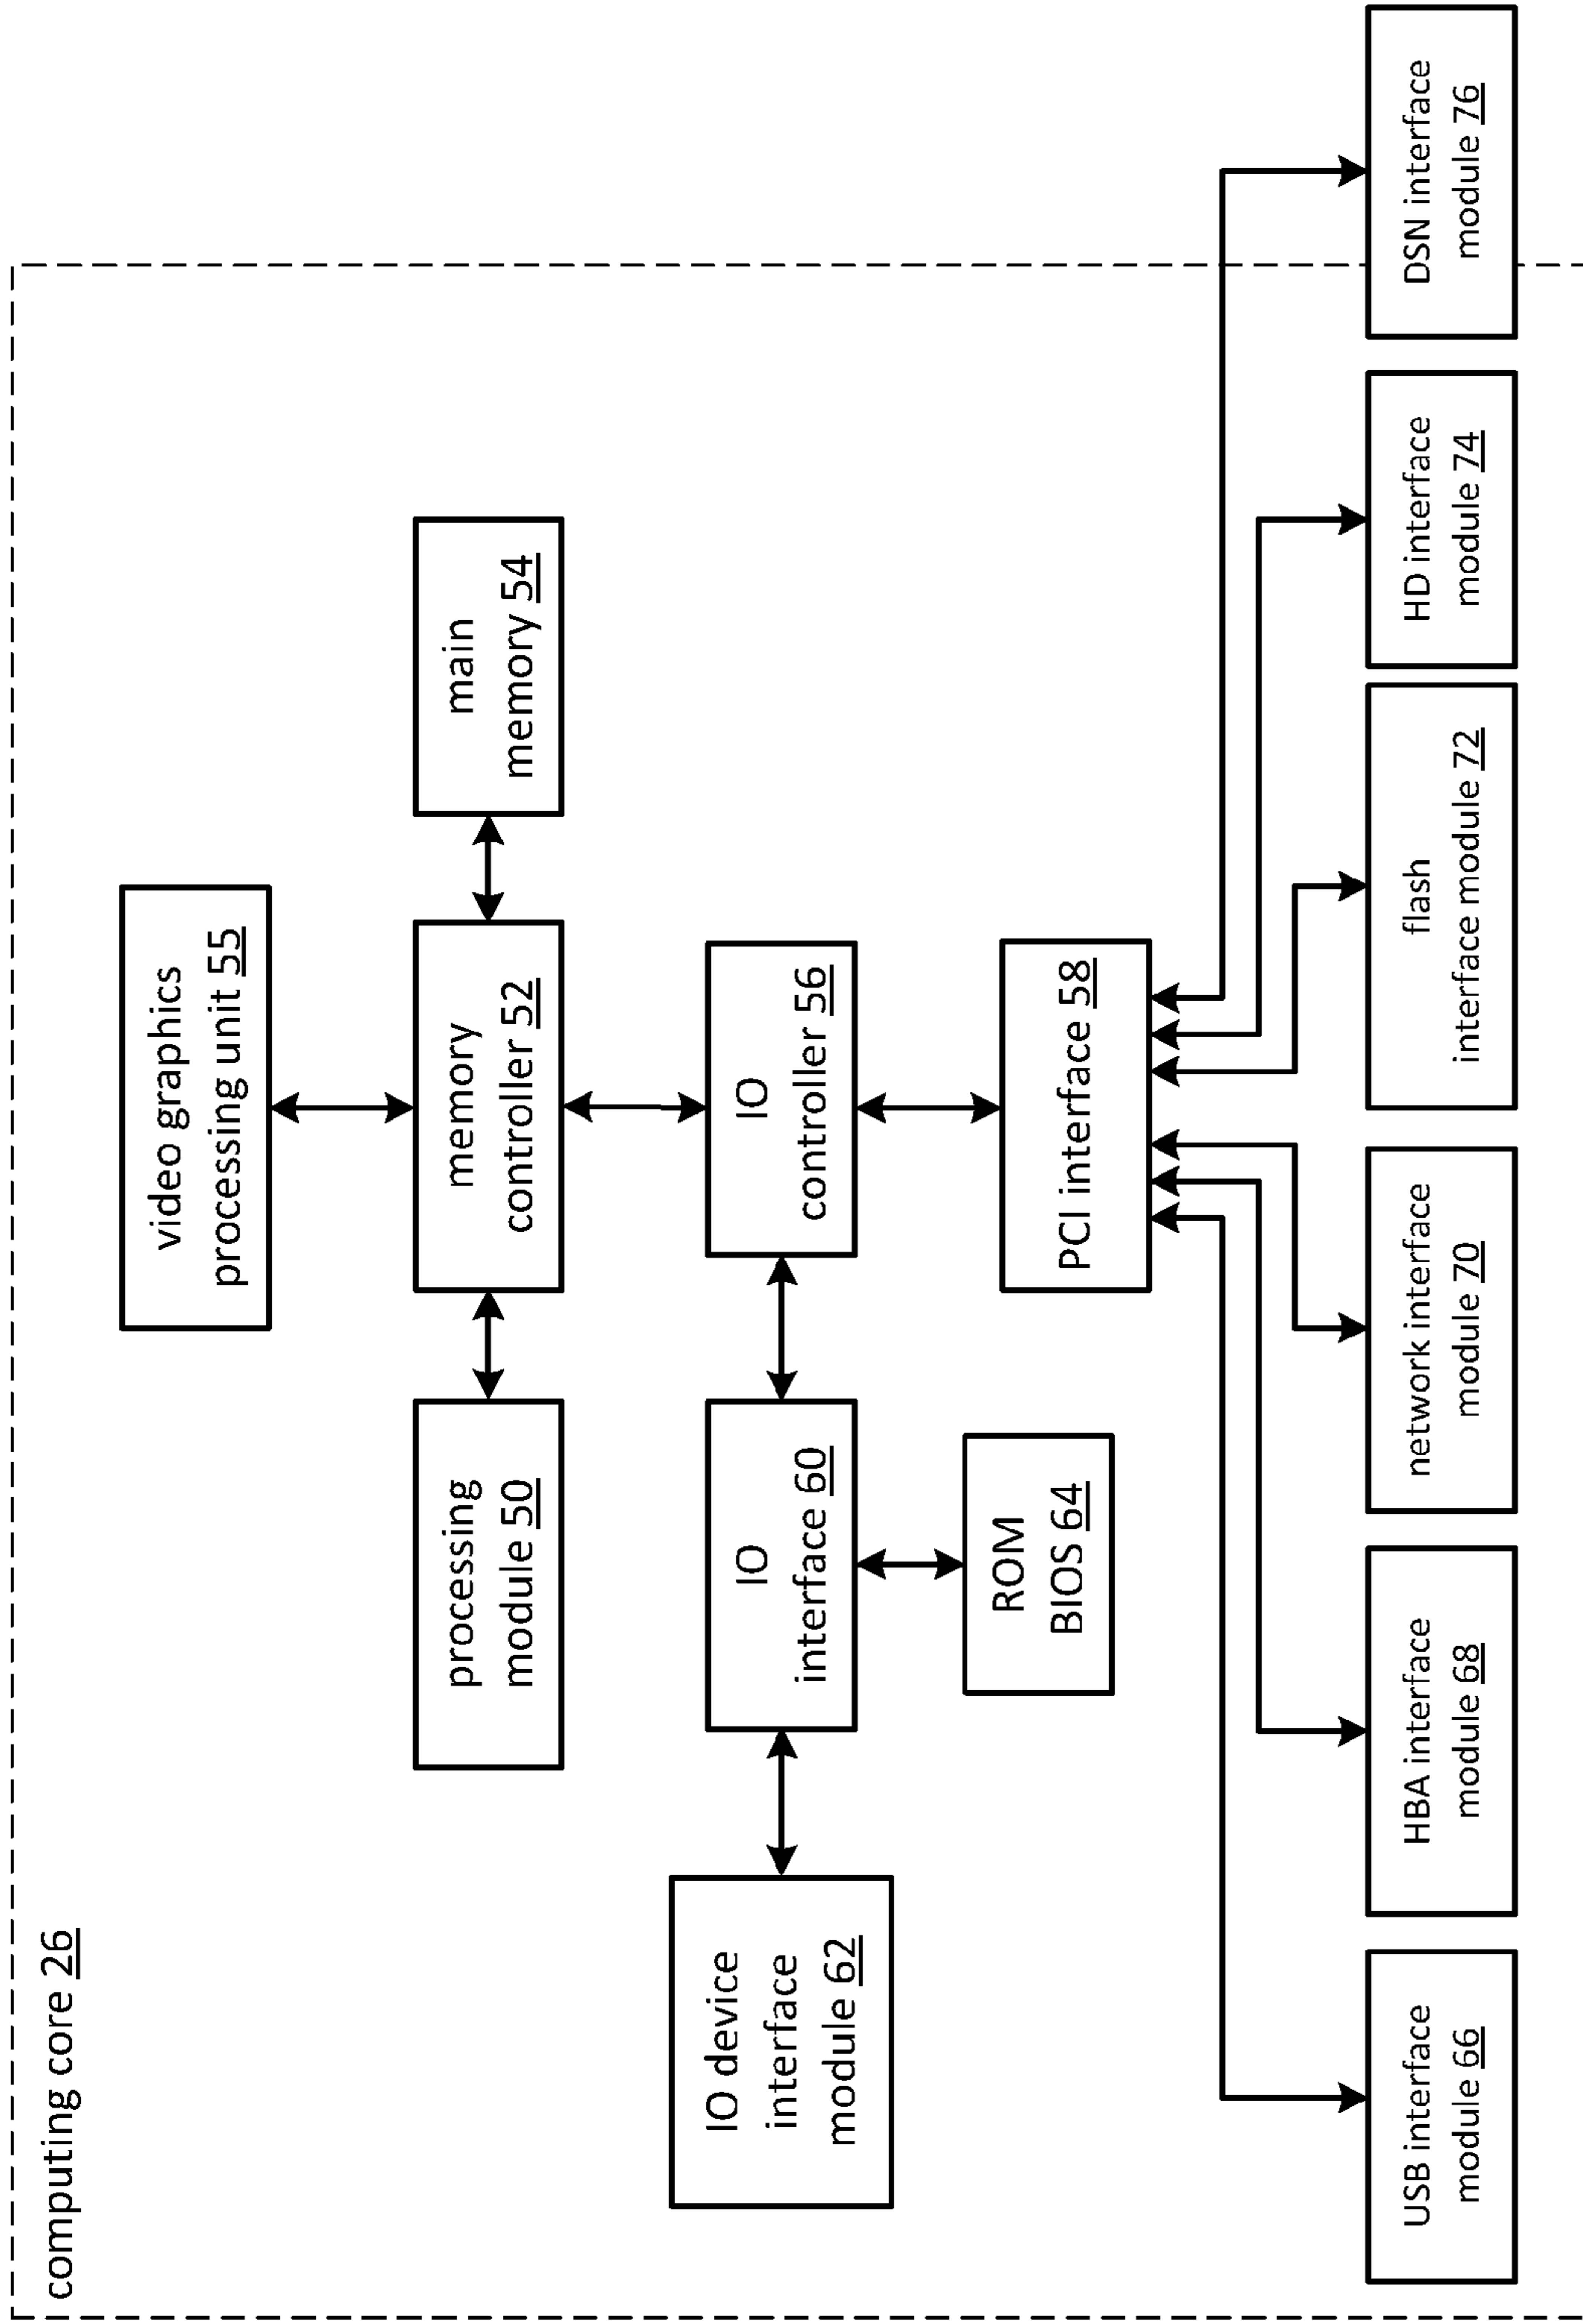 computing core 26
video graphics
processing unit 55
processing
module 50
memory
controller 52
main
memory 54
IO device
interface
module 62
IO
interface 60
IO
controller 56
ROM
BIOS 64
PCI interface 58
USB interface
module 66
HBA interface
module 68
network interface
module 70
flash
interface module 72
HD interface
module 74
DSN interface
module 76